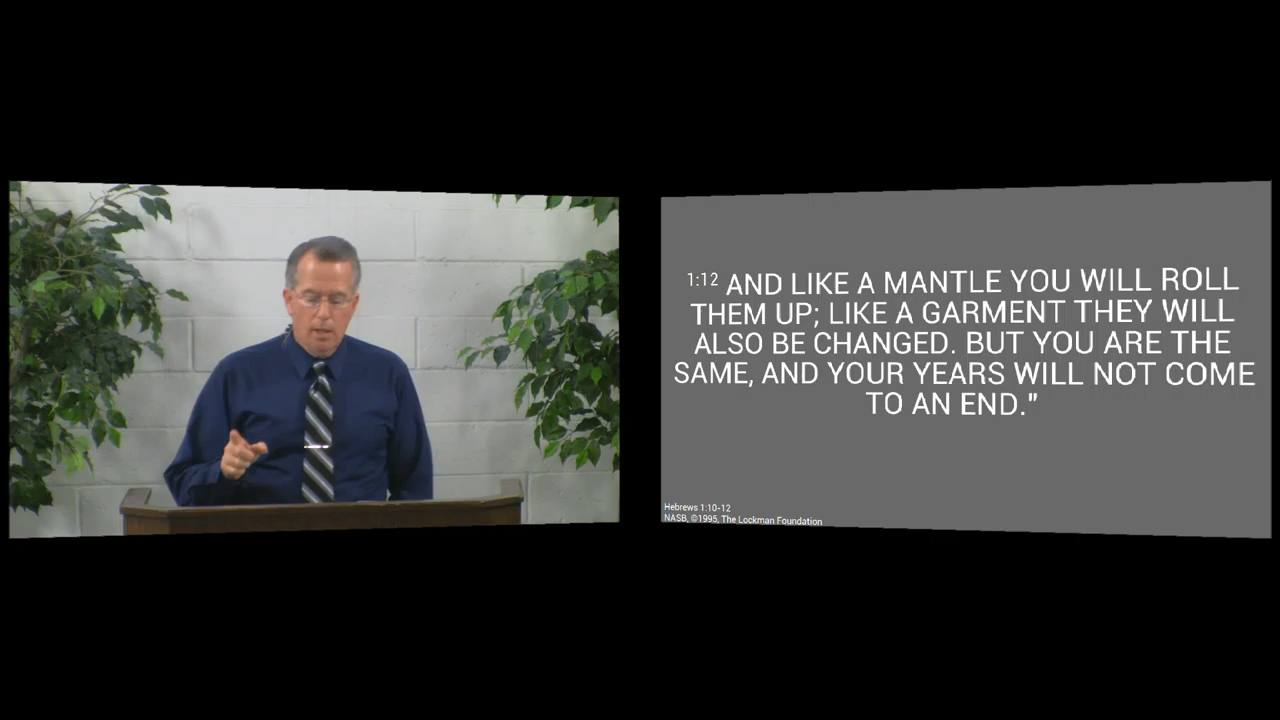 1:12 AND LIKE A MANTLE YOU WILL ROLL
THEM UP; LIKE A GARMENT THEY WILL
ALSO BE CHANGED. BUT YOU ARE THE
SAME, AND YOUR YEARS WILL NOT COME
TO AN END."
Hebrews 1:10-12
NASB, ©1995, The Lockman Foundation